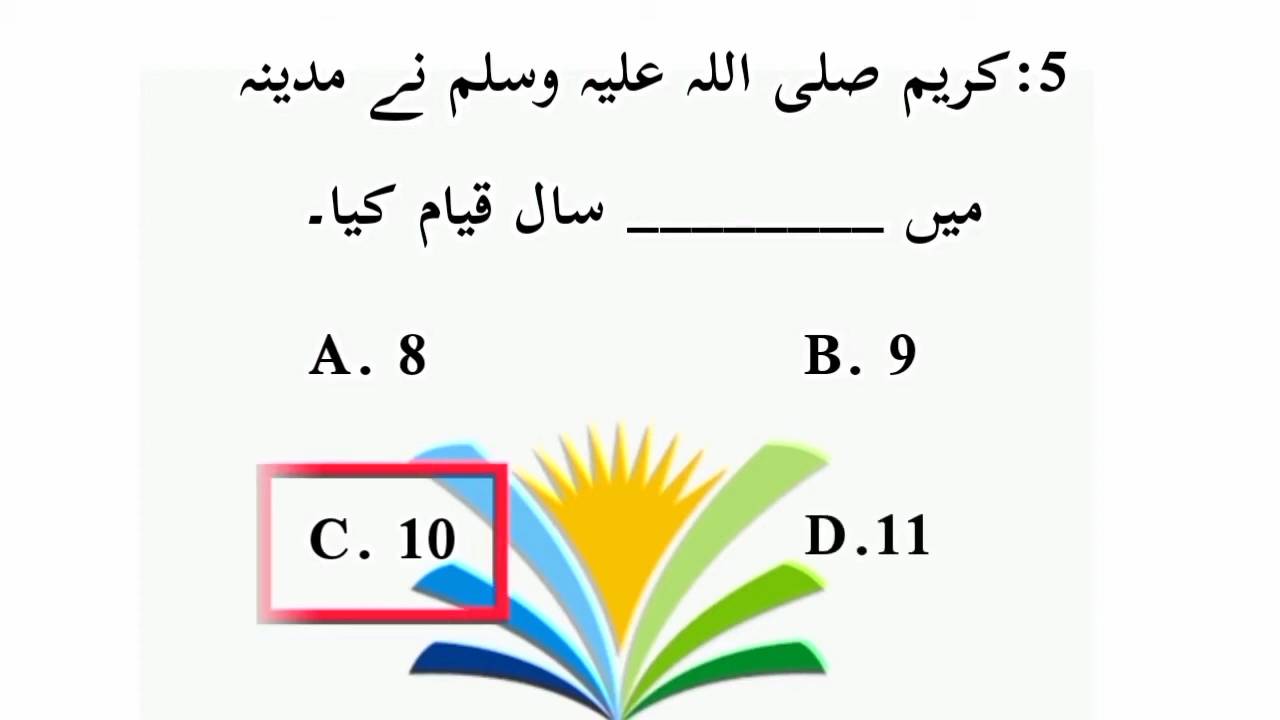 5:کریم صلی اللہ علیہ وسلم نے مدینہ
میں ________ سال قیام کیا۔
A. 8
B. 9
C. 10
D.11